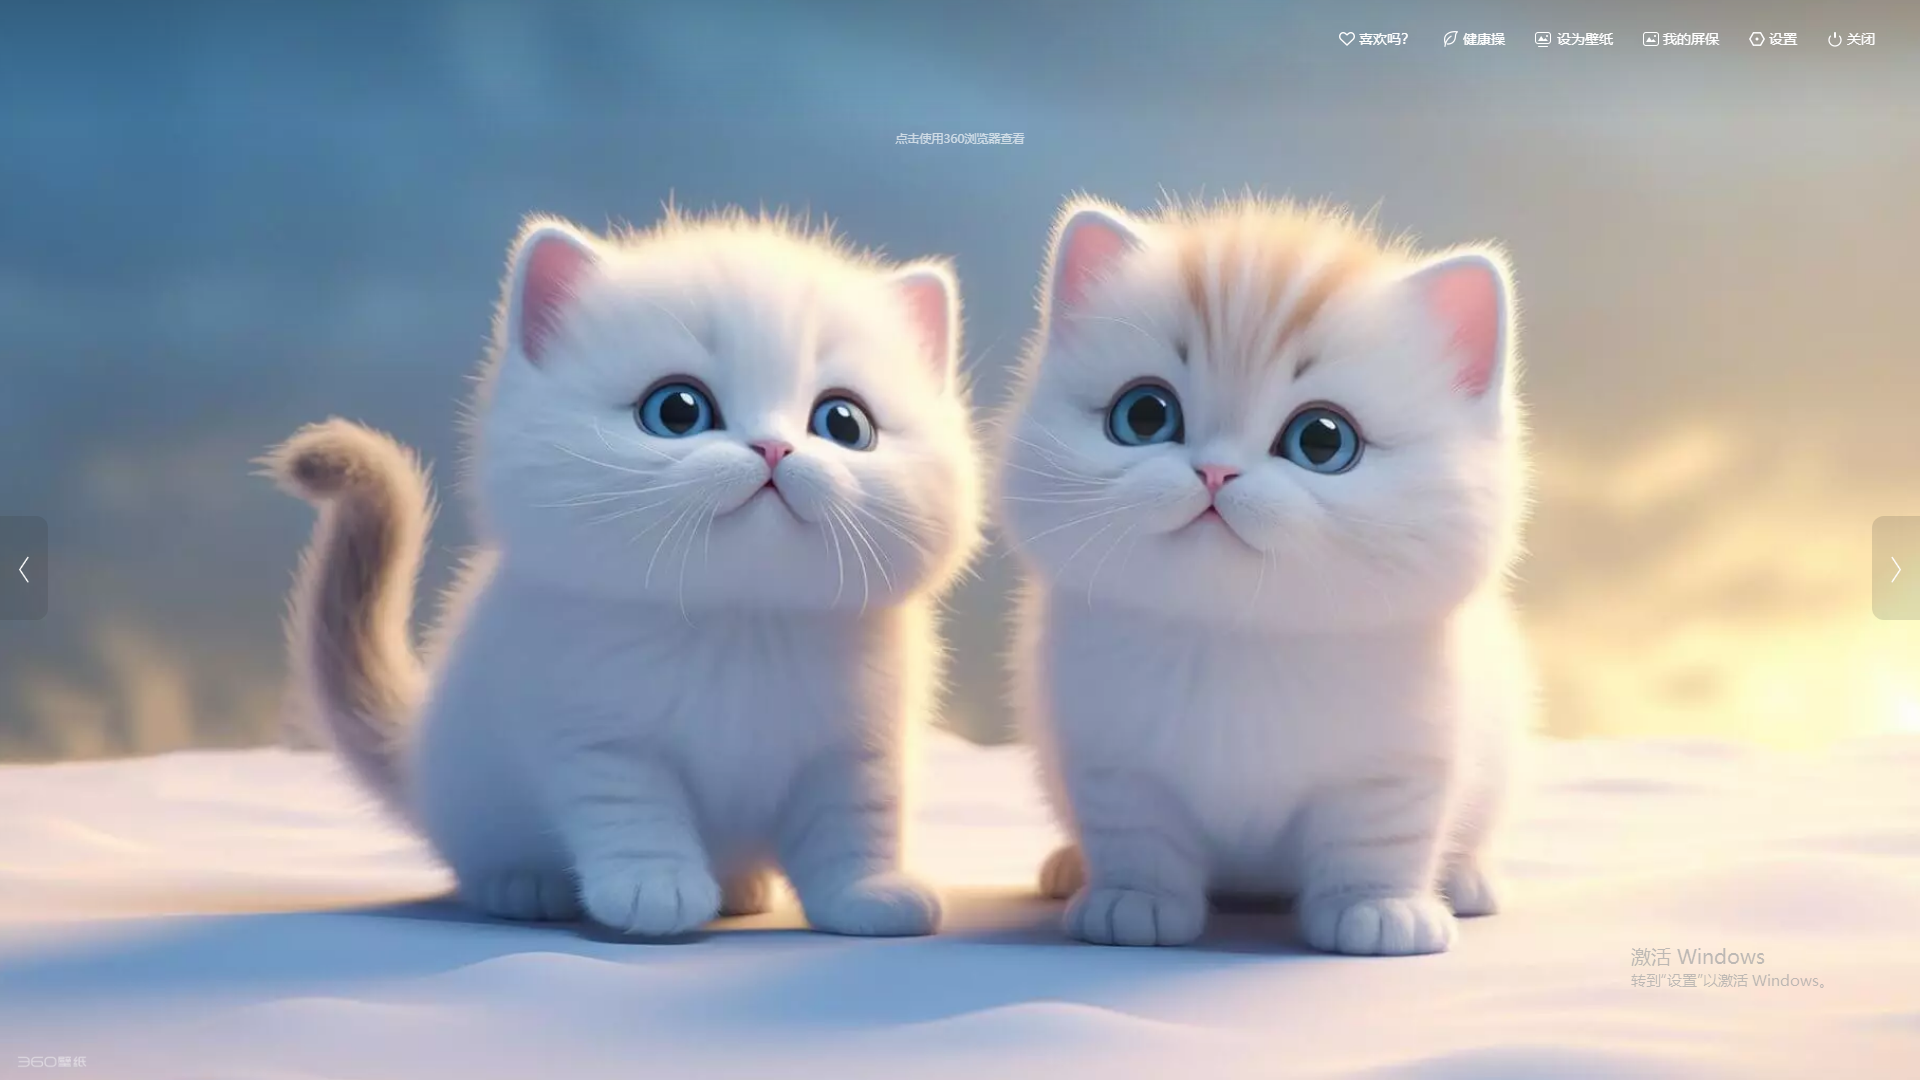 喜欢吗?
健康操
设为壁纸
我的屏保
设置
关闭
点击使用360浏览器查看
激活 Windows
转到“设置”以激活 Windows。
360壁纸